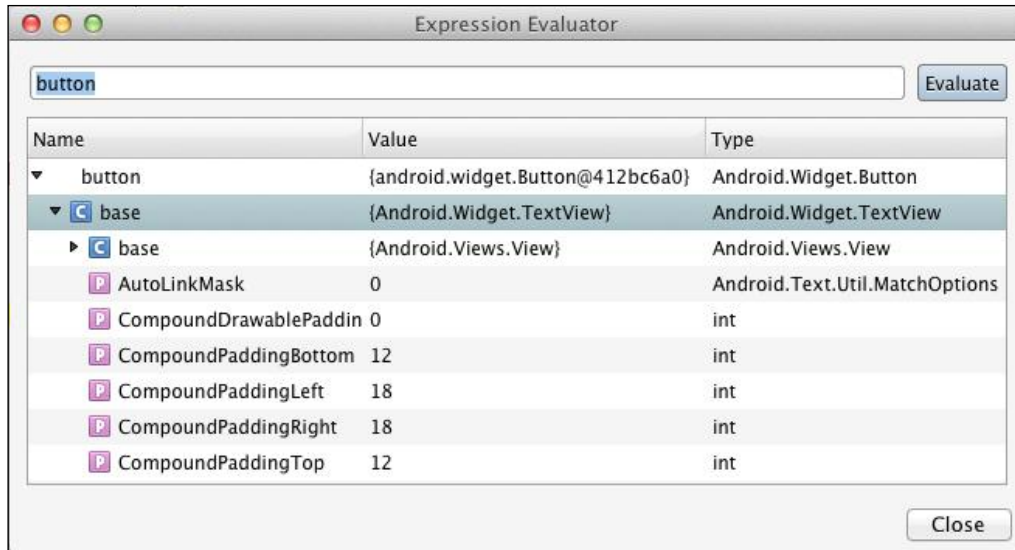 Expression Evaluator
button Evaluate
Name Value Type
button {android.widget.Button@412bc6a0} Android.Widget.Button
C base {Android.Widget.TextView} Android.Widget.TextView
C base {Android.Views.View} Android.Views.View
P AutoLinkMask 0 Android.Text.Util.MatchOptions
P CompoundDrawablePaddin 0 int
P CompoundPaddingBottom 12 int
P CompoundPaddingLeft 18 int
P CompoundPaddingRight 18 int
P CompoundPaddingTop 12 int
Close